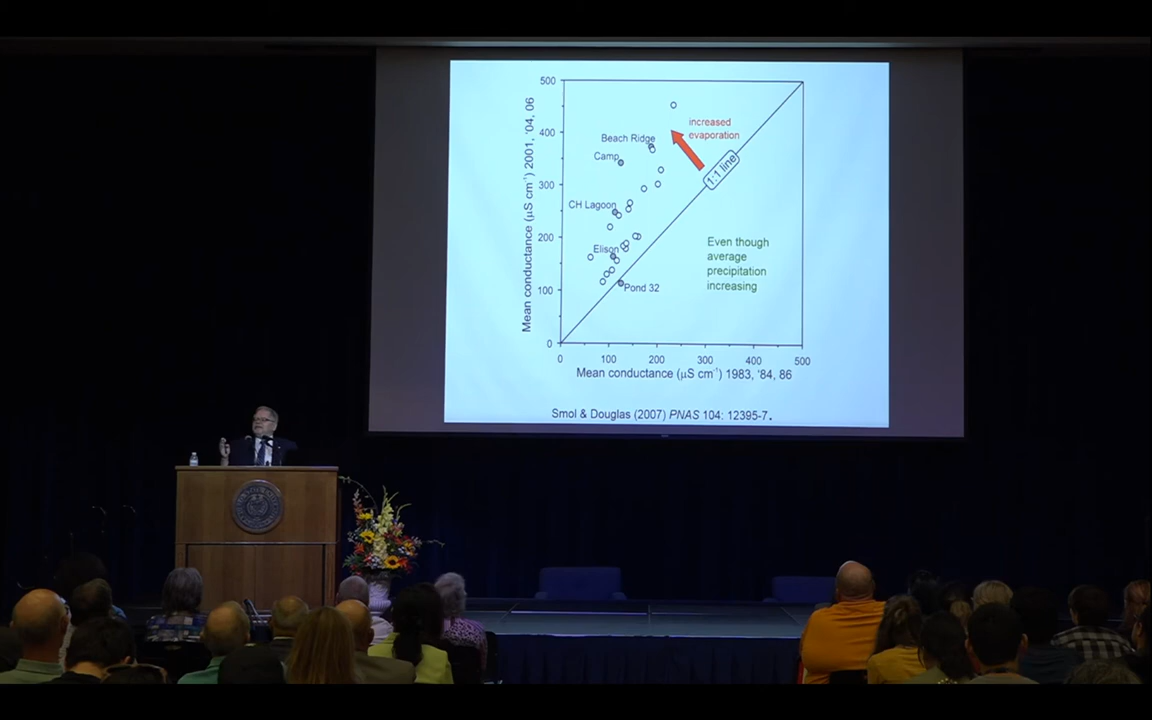 500
400
300
200
100
0
Mean conductance (μS cm⁻¹) 2001, '04, 06
increased
evaporation
Beach Ridge
Camp
1:1 line
CH Lagoon
Elison
Pond 32
Even though
average
precipitation
increasing
0 100 200 300 400 500
Mean conductance (μS cm⁻¹) 1983, '84, 86
Smol & Douglas (2007) PNAS 104: 12395-7.